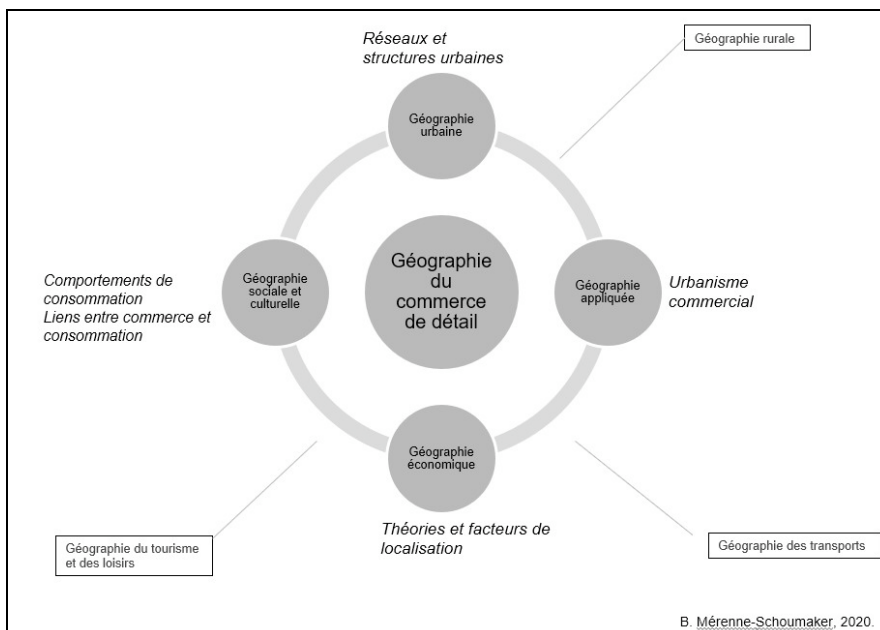 Réseaux et
structures urbaines
Géographie rurale
Géographie
urbaine
Géographie
du
commerce
de détail
Géographie
sociale et
culturelle
Géographie
appliquée
Comportements de
consommation
Liens entre commerce et
consommation
Urbanisme
commercial
Géographie
économique
Théories et facteurs de
localisation
Géographie du tourisme
et des loisirs
Géographie des transports
B. Mérenne-Schoumaker, 2020.